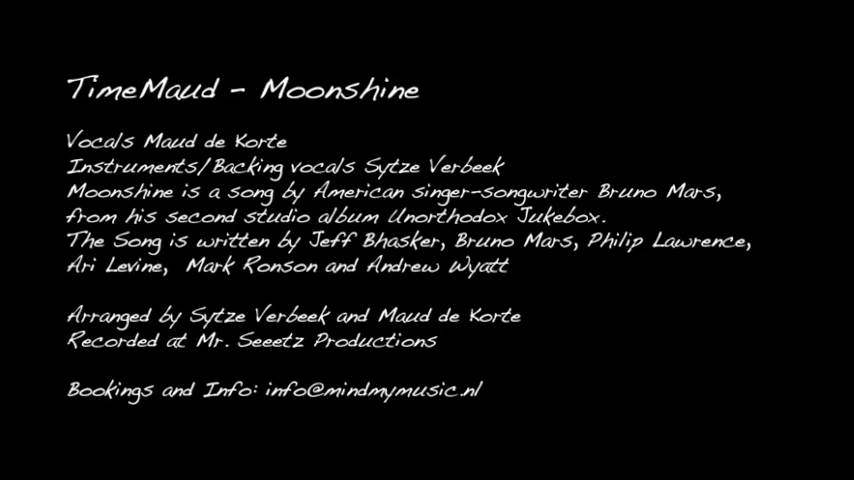 TimeMaud - Moonshine
Vocals Maud de Korte
Instruments/Backing vocals Sytze Verbeek
Moonshine is a song by American singer-songwriter Bruno Mars,
from his second studio album Unorthodox Jukebox.
The Song is written by Jeff Bhasker, Bruno Mars, Philip Lawrence,
Ari Levine, Mark Ronson and Andrew Wyatt
Arranged by Sytze Verbeek and Maud de Korte
Recorded at Mr. Seeetz Productions
Bookings and Info: info@mindmymusic.nl